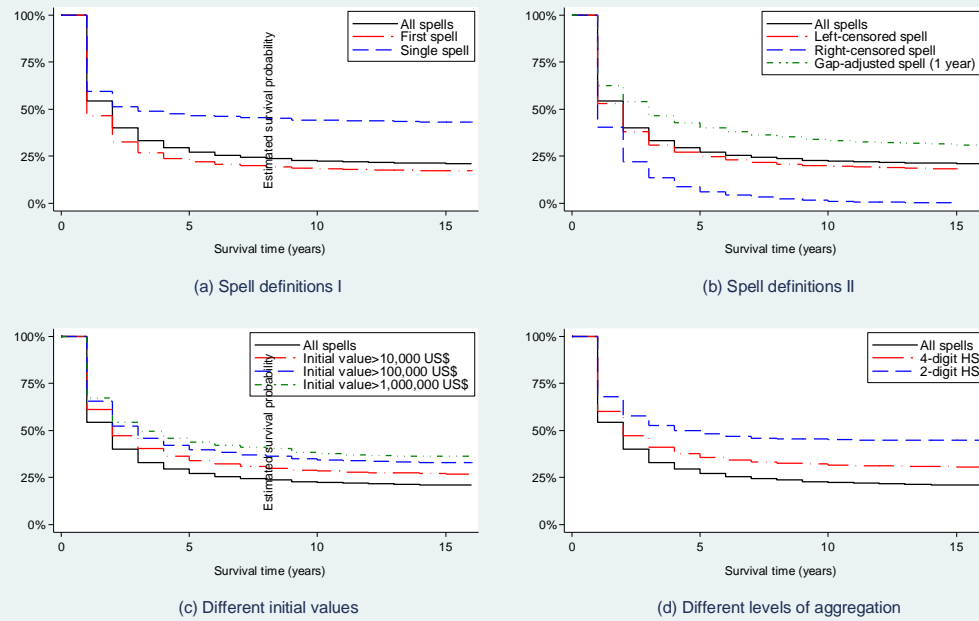 All spells
First spell
Single spell
Estimated survival probability
100%
75%
50%
25%
0%
0 5 10 15
Survival time (years)
(a) Spell definitions I
All spells
Left-censored spell
Right-censored spell
Gap-adjusted spell (1 year)
100%
75%
50%
25%
0%
0 5 10 15
Survival time (years)
(b) Spell definitions II
All spells
Initial value>10,000 US$
Initial value>100,000 US$
Initial value>1,000,000 US$
Estimated survival probability
100%
75%
50%
25%
0%
0 5 10 15
Survival time (years)
(c) Different initial values
All spells
4-digit HS
2-digit HS
100%
75%
50%
25%
0%
0 5 10 15
Survival time (years)
(d) Different levels of aggregation